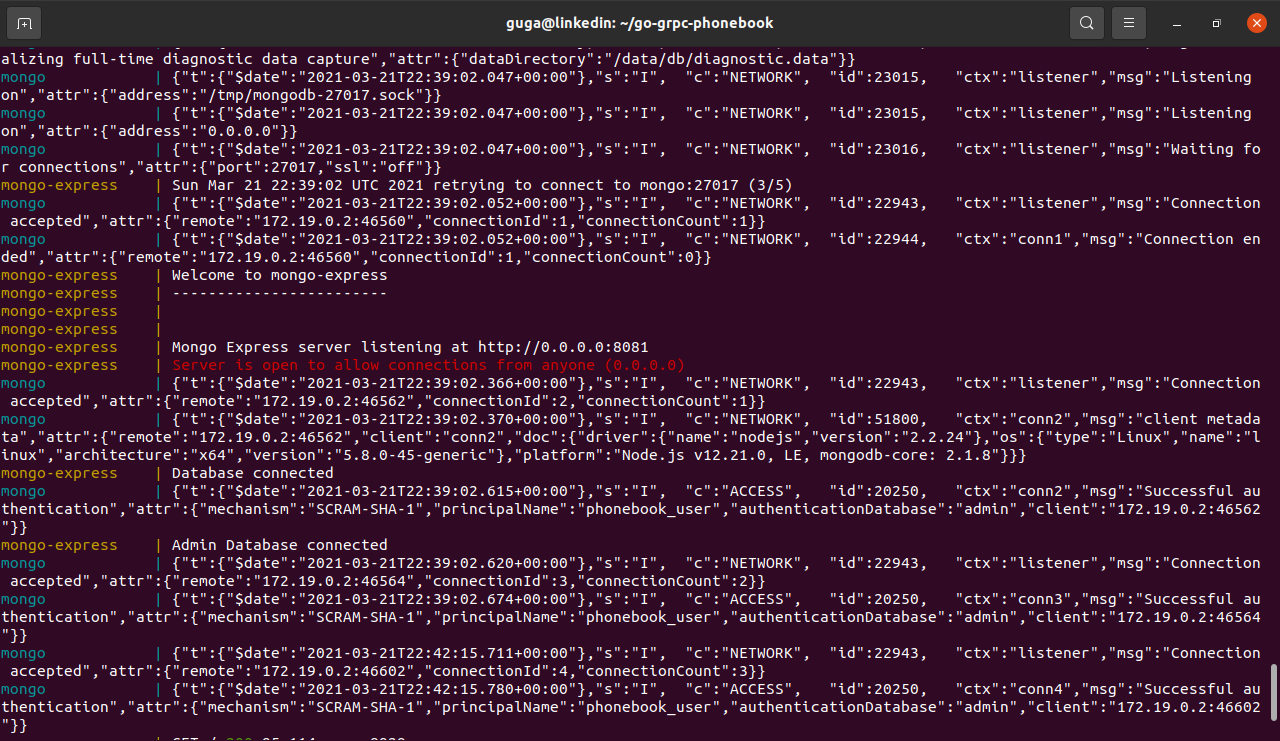 guga@linkedin: ~/go-grpc-phonebook
alizing full-time diagnostic data capture","attr":{"dataDirectory":"/data/db/diagnostic.data"}}
mongo | {"t":{"$date":"2021-03-21T22:39:02.047+00:00"},"s":"I", "c":"NETWORK", "id":23015, "ctx":"listener","msg":"Listening
on","attr":{"address":"/tmp/mongodb-27017.sock"}}
mongo | {"t":{"$date":"2021-03-21T22:39:02.047+00:00"},"s":"I", "c":"NETWORK", "id":23015, "ctx":"listener","msg":"Listening
on","attr":{"address":"0.0.0.0"}}
mongo | {"t":{"$date":"2021-03-21T22:39:02.047+00:00"},"s":"I", "c":"NETWORK", "id":23016, "ctx":"listener","msg":"Waiting fo
r connections","attr":{"port":27017,"ssl":"off"}}
mongo-express | Sun Mar 21 22:39:02 UTC 2021 retrying to connect to mongo:27017 (3/5)
mongo | {"t":{"$date":"2021-03-21T22:39:02.052+00:00"},"s":"I", "c":"NETWORK", "id":22943, "ctx":"listener","msg":"Connection
accepted","attr":{"remote":"172.19.0.2:46560","connectionId":1,"connectionCount":1}}
mongo | {"t":{"$date":"2021-03-21T22:39:02.052+00:00"},"s":"I", "c":"NETWORK", "id":22944, "ctx":"conn1","msg":"Connection en
ded","attr":{"remote":"172.19.0.2:46560","connectionId":1,"connectionCount":0}}
mongo-express | Welcome to mongo-express
mongo-express | ------------------------
mongo-express |
mongo-express |
mongo-express | Mongo Express server listening at http://0.0.0.0:8081
mongo-express | Server is open to allow connections from anyone (0.0.0.0)
mongo | {"t":{"$date":"2021-03-21T22:39:02.366+00:00"},"s":"I", "c":"NETWORK", "id":22943, "ctx":"listener","msg":"Connection
accepted","attr":{"remote":"172.19.0.2:46562","connectionId":2,"connectionCount":1}}
mongo | {"t":{"$date":"2021-03-21T22:39:02.370+00:00"},"s":"I", "c":"NETWORK", "id":51800, "ctx":"conn2","msg":"client metada
ta","attr":{"remote":"172.19.0.2:46562","client":"conn2","doc":{"driver":{"name":"nodejs","version":"2.2.24"},"os":{"type":"Linux","name":"l
inux","architecture":"x64","version":"5.8.0-45-generic"},"platform":"Node.js v12.21.0, LE, mongodb-core: 2.1.8"}}}
mongo-express | Database connected
mongo | {"t":{"$date":"2021-03-21T22:39:02.615+00:00"},"s":"I", "c":"ACCESS", "id":20250, "ctx":"conn2","msg":"Successful au
thentication","attr":{"mechanism":"SCRAM-SHA-1","principalName":"phonebook_user","authenticationDatabase":"admin","client":"172.19.0.2:46562
"}}
mongo-express | Admin Database connected
mongo | {"t":{"$date":"2021-03-21T22:39:02.620+00:00"},"s":"I", "c":"NETWORK", "id":22943, "ctx":"listener","msg":"Connection
accepted","attr":{"remote":"172.19.0.2:46564","connectionId":3,"connectionCount":2}}
mongo | {"t":{"$date":"2021-03-21T22:39:02.674+00:00"},"s":"I", "c":"ACCESS", "id":20250, "ctx":"conn3","msg":"Successful au
thentication","attr":{"mechanism":"SCRAM-SHA-1","principalName":"phonebook_user","authenticationDatabase":"admin","client":"172.19.0.2:46564
"}}
mongo | {"t":{"$date":"2021-03-21T22:42:15.711+00:00"},"s":"I", "c":"NETWORK", "id":22943, "ctx":"listener","msg":"Connection
accepted","attr":{"remote":"172.19.0.2:46602","connectionId":4,"connectionCount":3}}
mongo | {"t":{"$date":"2021-03-21T22:42:15.780+00:00"},"s":"I", "c":"ACCESS", "id":20250, "ctx":"conn4","msg":"Successful au
thentication","attr":{"mechanism":"SCRAM-SHA-1","principalName":"phonebook_user","authenticationDatabase":"admin","client":"172.19.0.2:46602
"}}